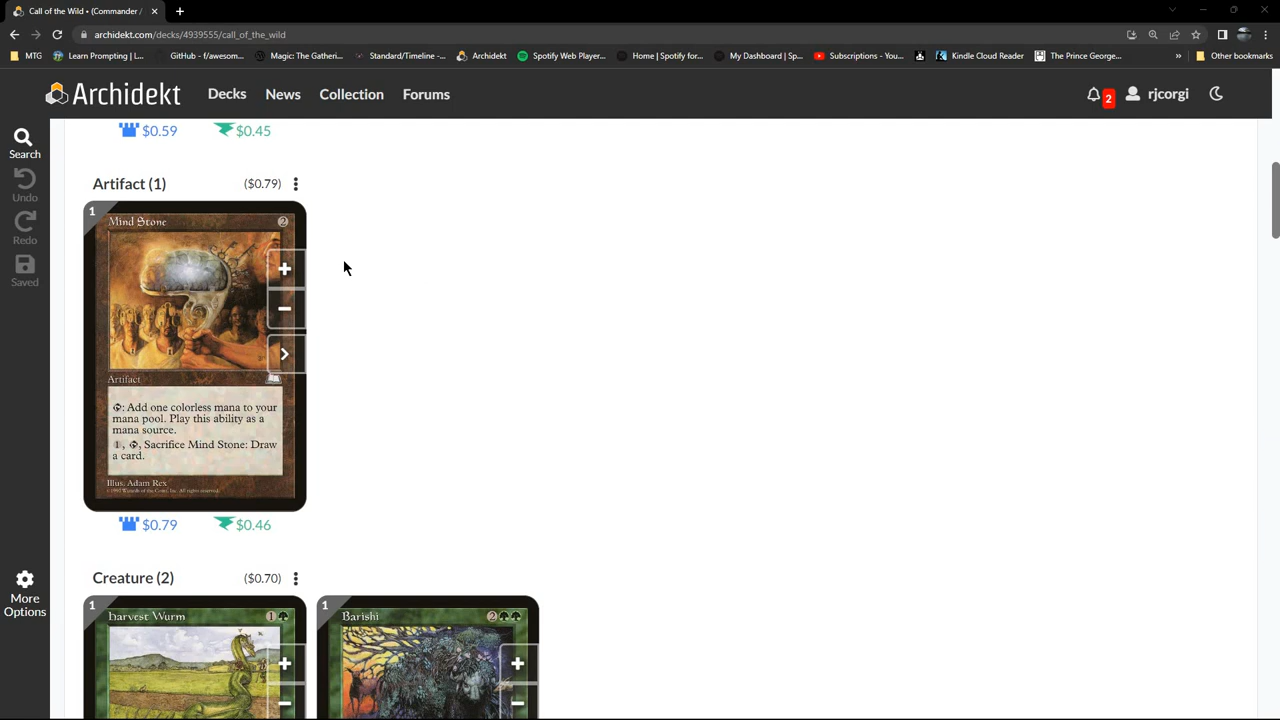 Call of the Wild • (Commander /
archidekt.com/decks/4939555/call_of_the_wild
MTG
Learn Prompting | L...
GitHub - f/awesom...
Magic: The Gatheri...
Standard/Timeline -...
Archidekt
Spotify Web Player...
Home | Spotify for...
My Dashboard | Sp...
Subscriptions - You...
Kindle Cloud Reader
The Prince George...
»
Other bookmarks
Archidekt
Decks
News
Collection
Forums
2
rjcorgi
Search
Undo
Redo
Saved
More
Options
$0.59
$0.45
Artifact (1)
($0.79)
1
Mind Stone
2
Artifact
: Add one colorless mana to your
mana pool. Play this ability as a
mana source.
1, , Sacrifice Mind Stone: Draw
a card.
Illus. Adam Rex
$0.79
$0.46
Creature (2)
($0.70)
1
Harvest Wurm
1
1
Barishi
2